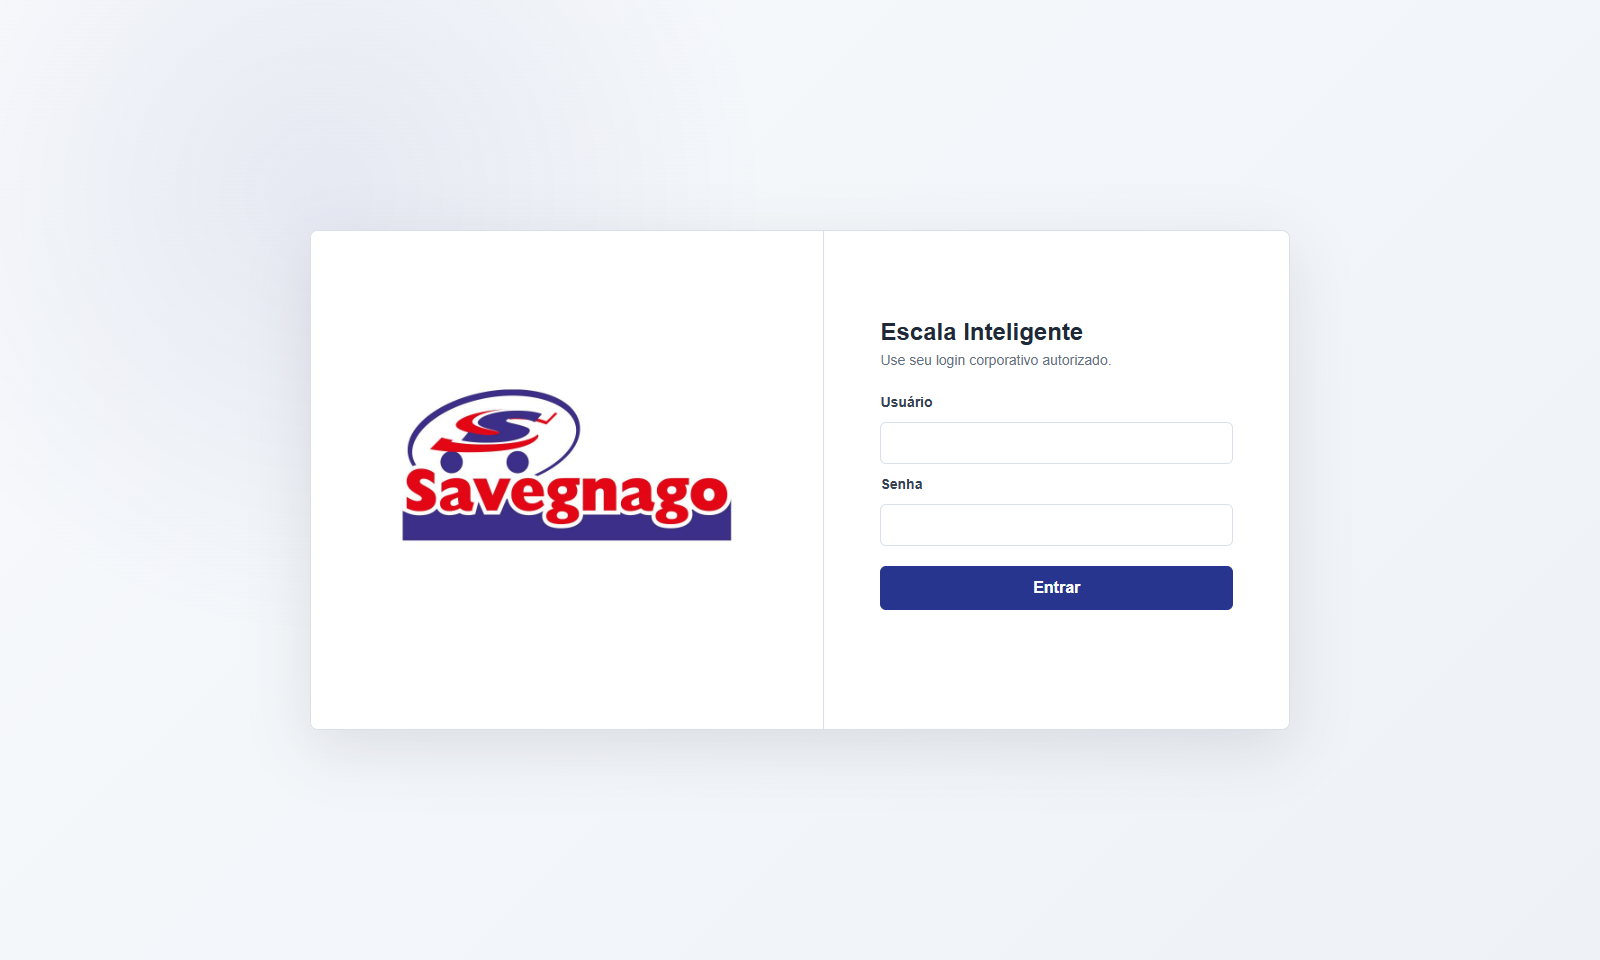 Savegnago
Escala Inteligente
Use seu login corporativo autorizado.
Usuário
Senha
Entrar